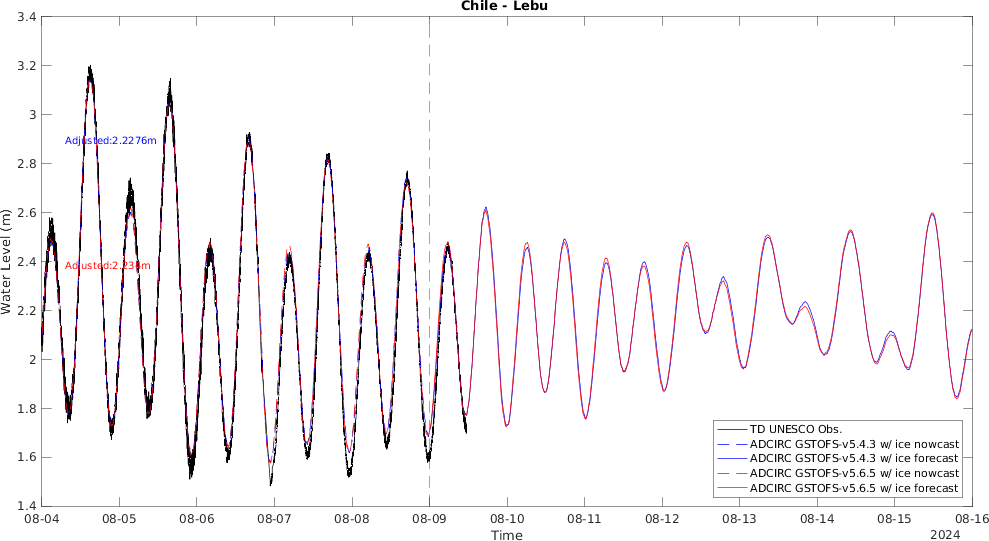 Chile - Lebu
3.4
3.2
3
2.8
2.6
2.4
2.2
2
1.8
1.6
1.4
Water Level (m)
Adjusted:2.2276m
Adjusted:2.238m
TD UNESCO Obs.
ADCIRC GSTOFS-v5.4.3 w/ ice nowcast
ADCIRC GSTOFS-v5.4.3 w/ ice forecast
ADCIRC GSTOFS-v5.6.5 w/ ice nowcast
ADCIRC GSTOFS-v5.6.5 w/ ice forecast
08-04 08-05 08-06 08-07 08-08 08-09 08-10 08-11 08-12 08-13 08-14 08-15 08-16
Time
2024